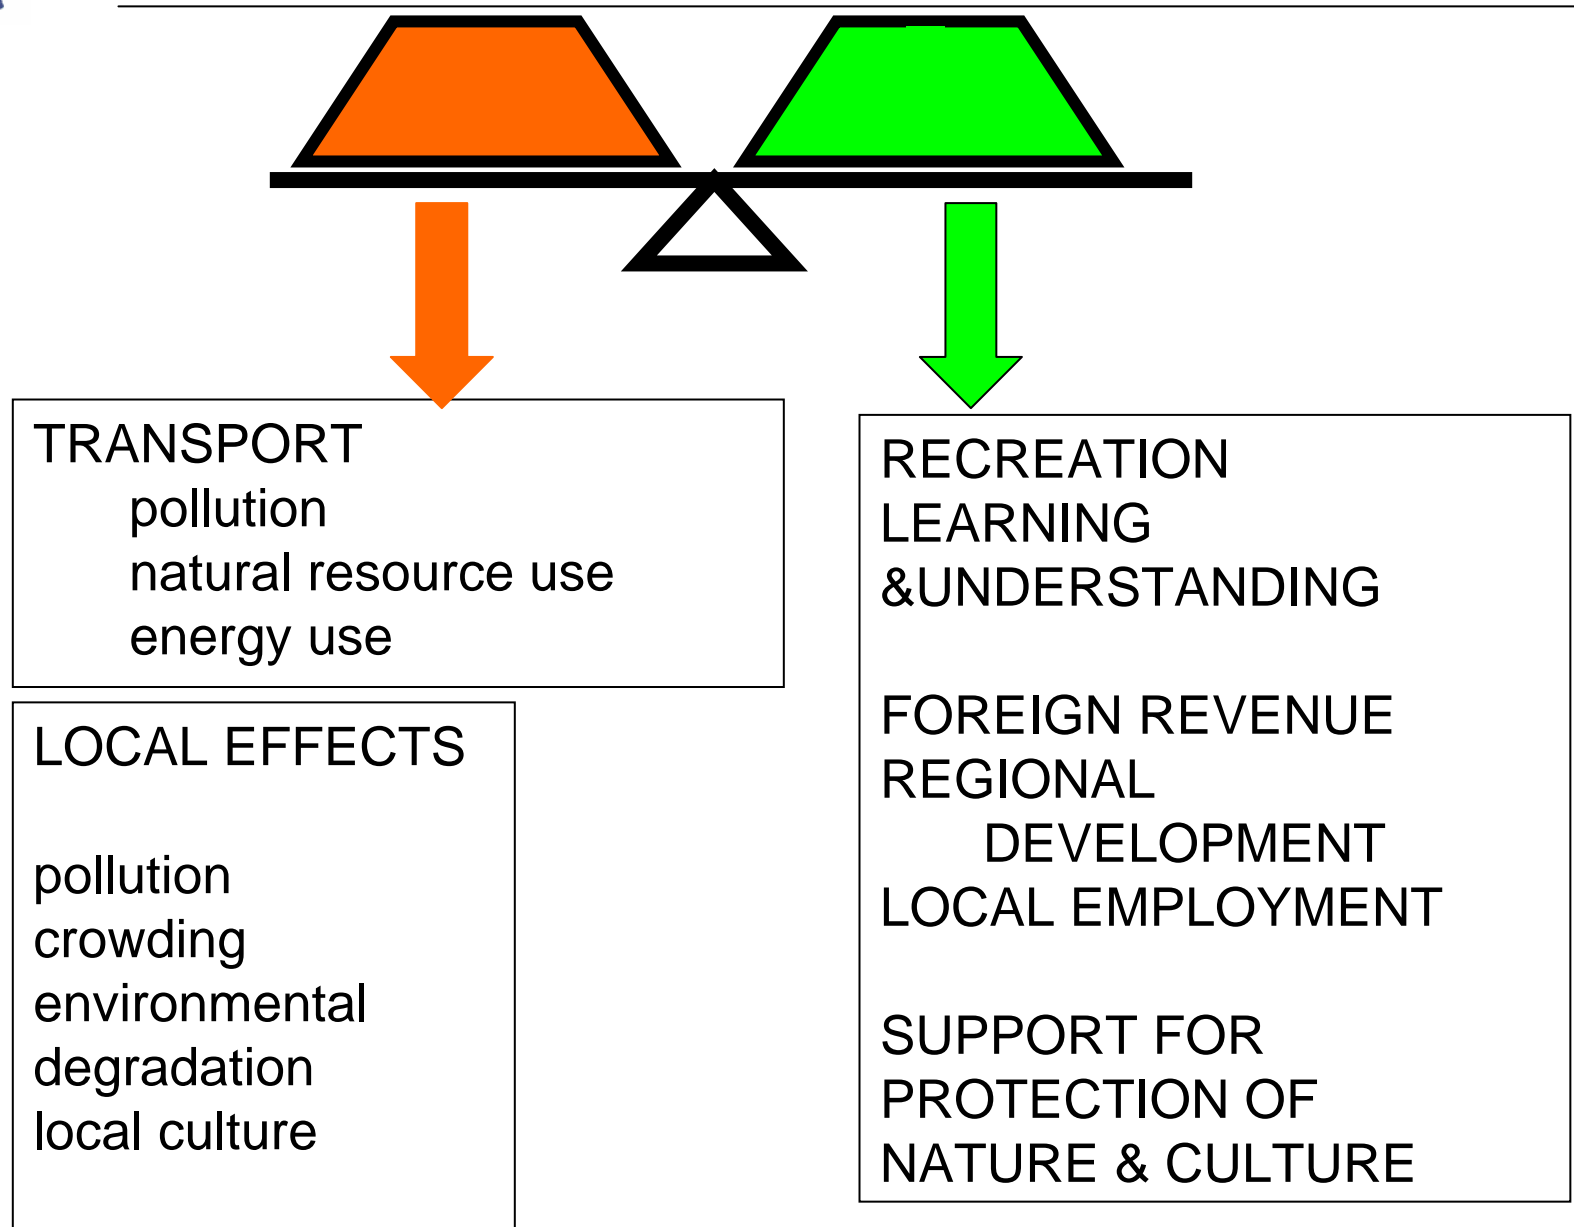 TRANSPORT
pollution
natural resource use
energy use
LOCAL EFFECTS
pollution
crowding
environmental
degradation
local culture
RECREATION
LEARNING
&UNDERSTANDING
FOREIGN REVENUE
REGIONAL
DEVELOPMENT
LOCAL EMPLOYMENT
SUPPORT FOR
PROTECTION OF
NATURE & CULTURE